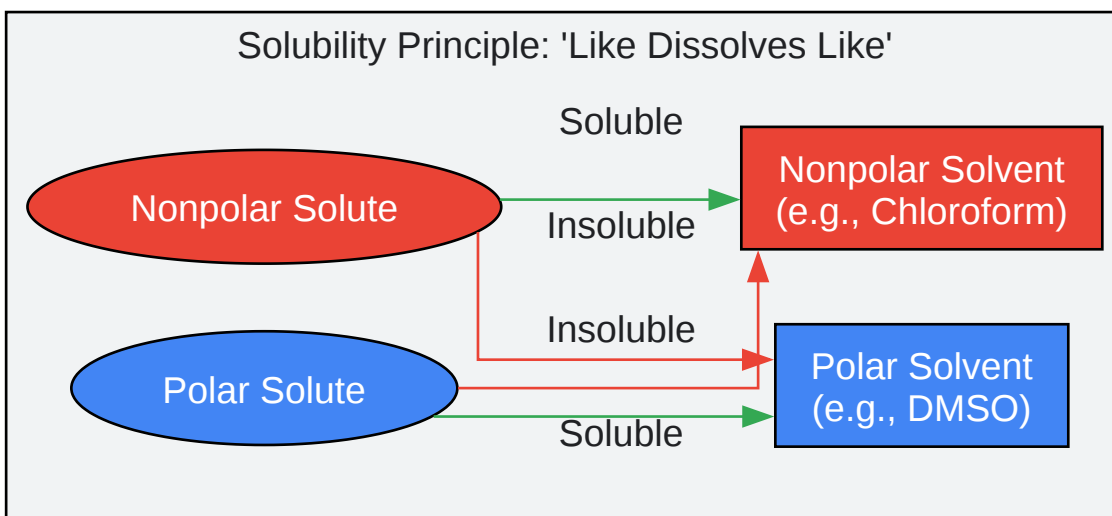 Solubility Principle: 'Like Dissolves Like'
Soluble
Nonpolar Solvent
(e.g., Chloroform)
Nonpolar Solute
Insoluble
Insoluble
Polar Solvent
(e.g., DMSO)
Polar Solute
Soluble